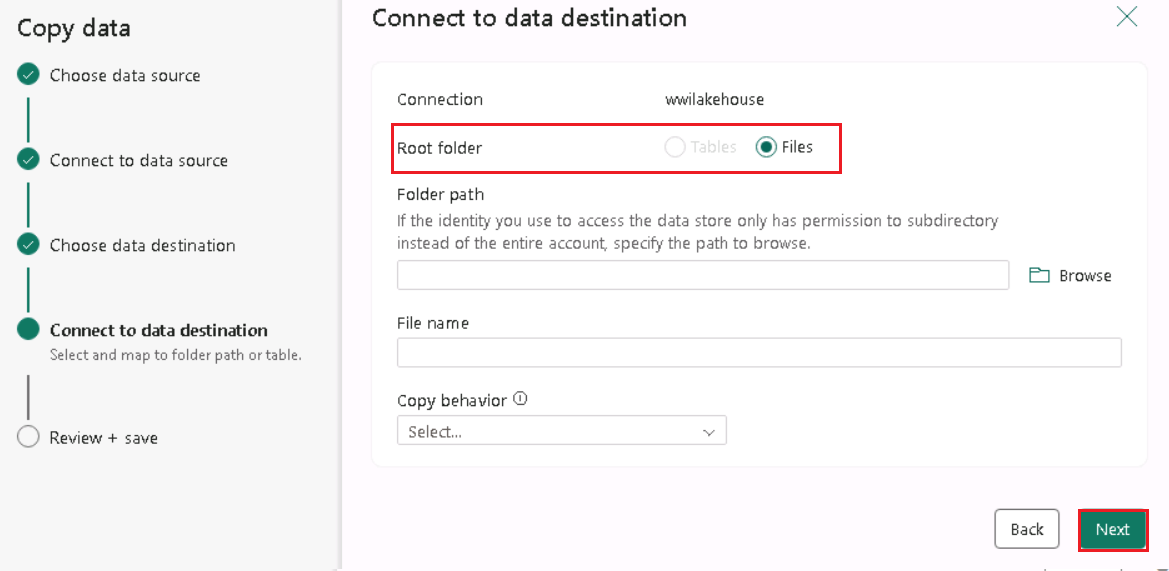 Copy data
Choose data source
Connect to data source
Choose data destination
Connect to data destination
Select and map to folder path or table.
Review + save
Connect to data destination
Connection wwilakehouse
Root folder Tables Files
Folder path
If the identity you use to access the data store only has permission to subdirectory
instead of the entire account, specify the path to browse.
Browse
File name
Copy behavior
Select...
Back Next